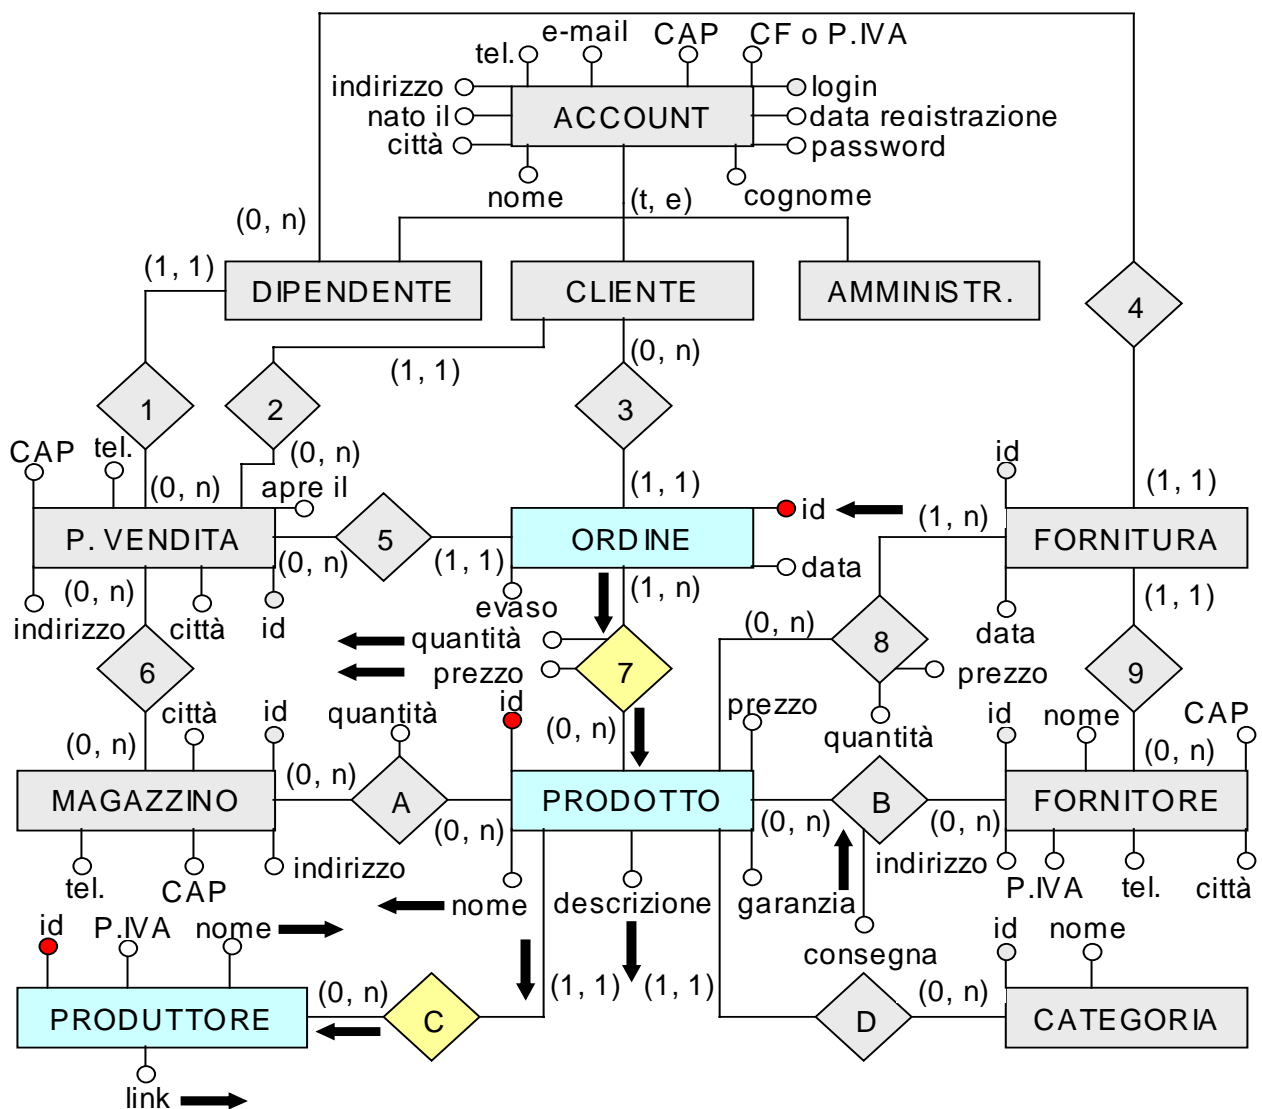 e-mail CAP CF o P.IVA
tel.
indirizzo login
nato il ACCOUNT data registrazione
città password
nome (t, e) cognome
(0, n)
(1, 1)
DIPENDENTE CLIENTE AMMINISTR. 4
(1, 1) (0, n)
1 2 3
CAP tel. (0, n) id
(0, n) apre il (1, 1) (1, 1)
id (1, n)
P. VENDITA 5 ORDINE FORNITURA
(0, n) (1, 1) data
(0, n) (1, n) (1, 1)
indirizzo città id evaso
quantità (0, n) 8 data
6 prezzo 7 prezzo 9
città id quantità id prezzo id nome CAP
(0, n) (0, n) quantità (0, n)
(0, n)
MAGAZZINO A PRODOTTO B FORNITORE
(0, n) (0, n) (0, n)
indirizzo indirizzo
tel. CAP P.IVA tel. città
nome descrizione garanzia
id P.IVA nome id nome
consegna
(0, n) (1, 1) (1, 1) (0, n)
PRODUTTORE C D CATEGORIA
link